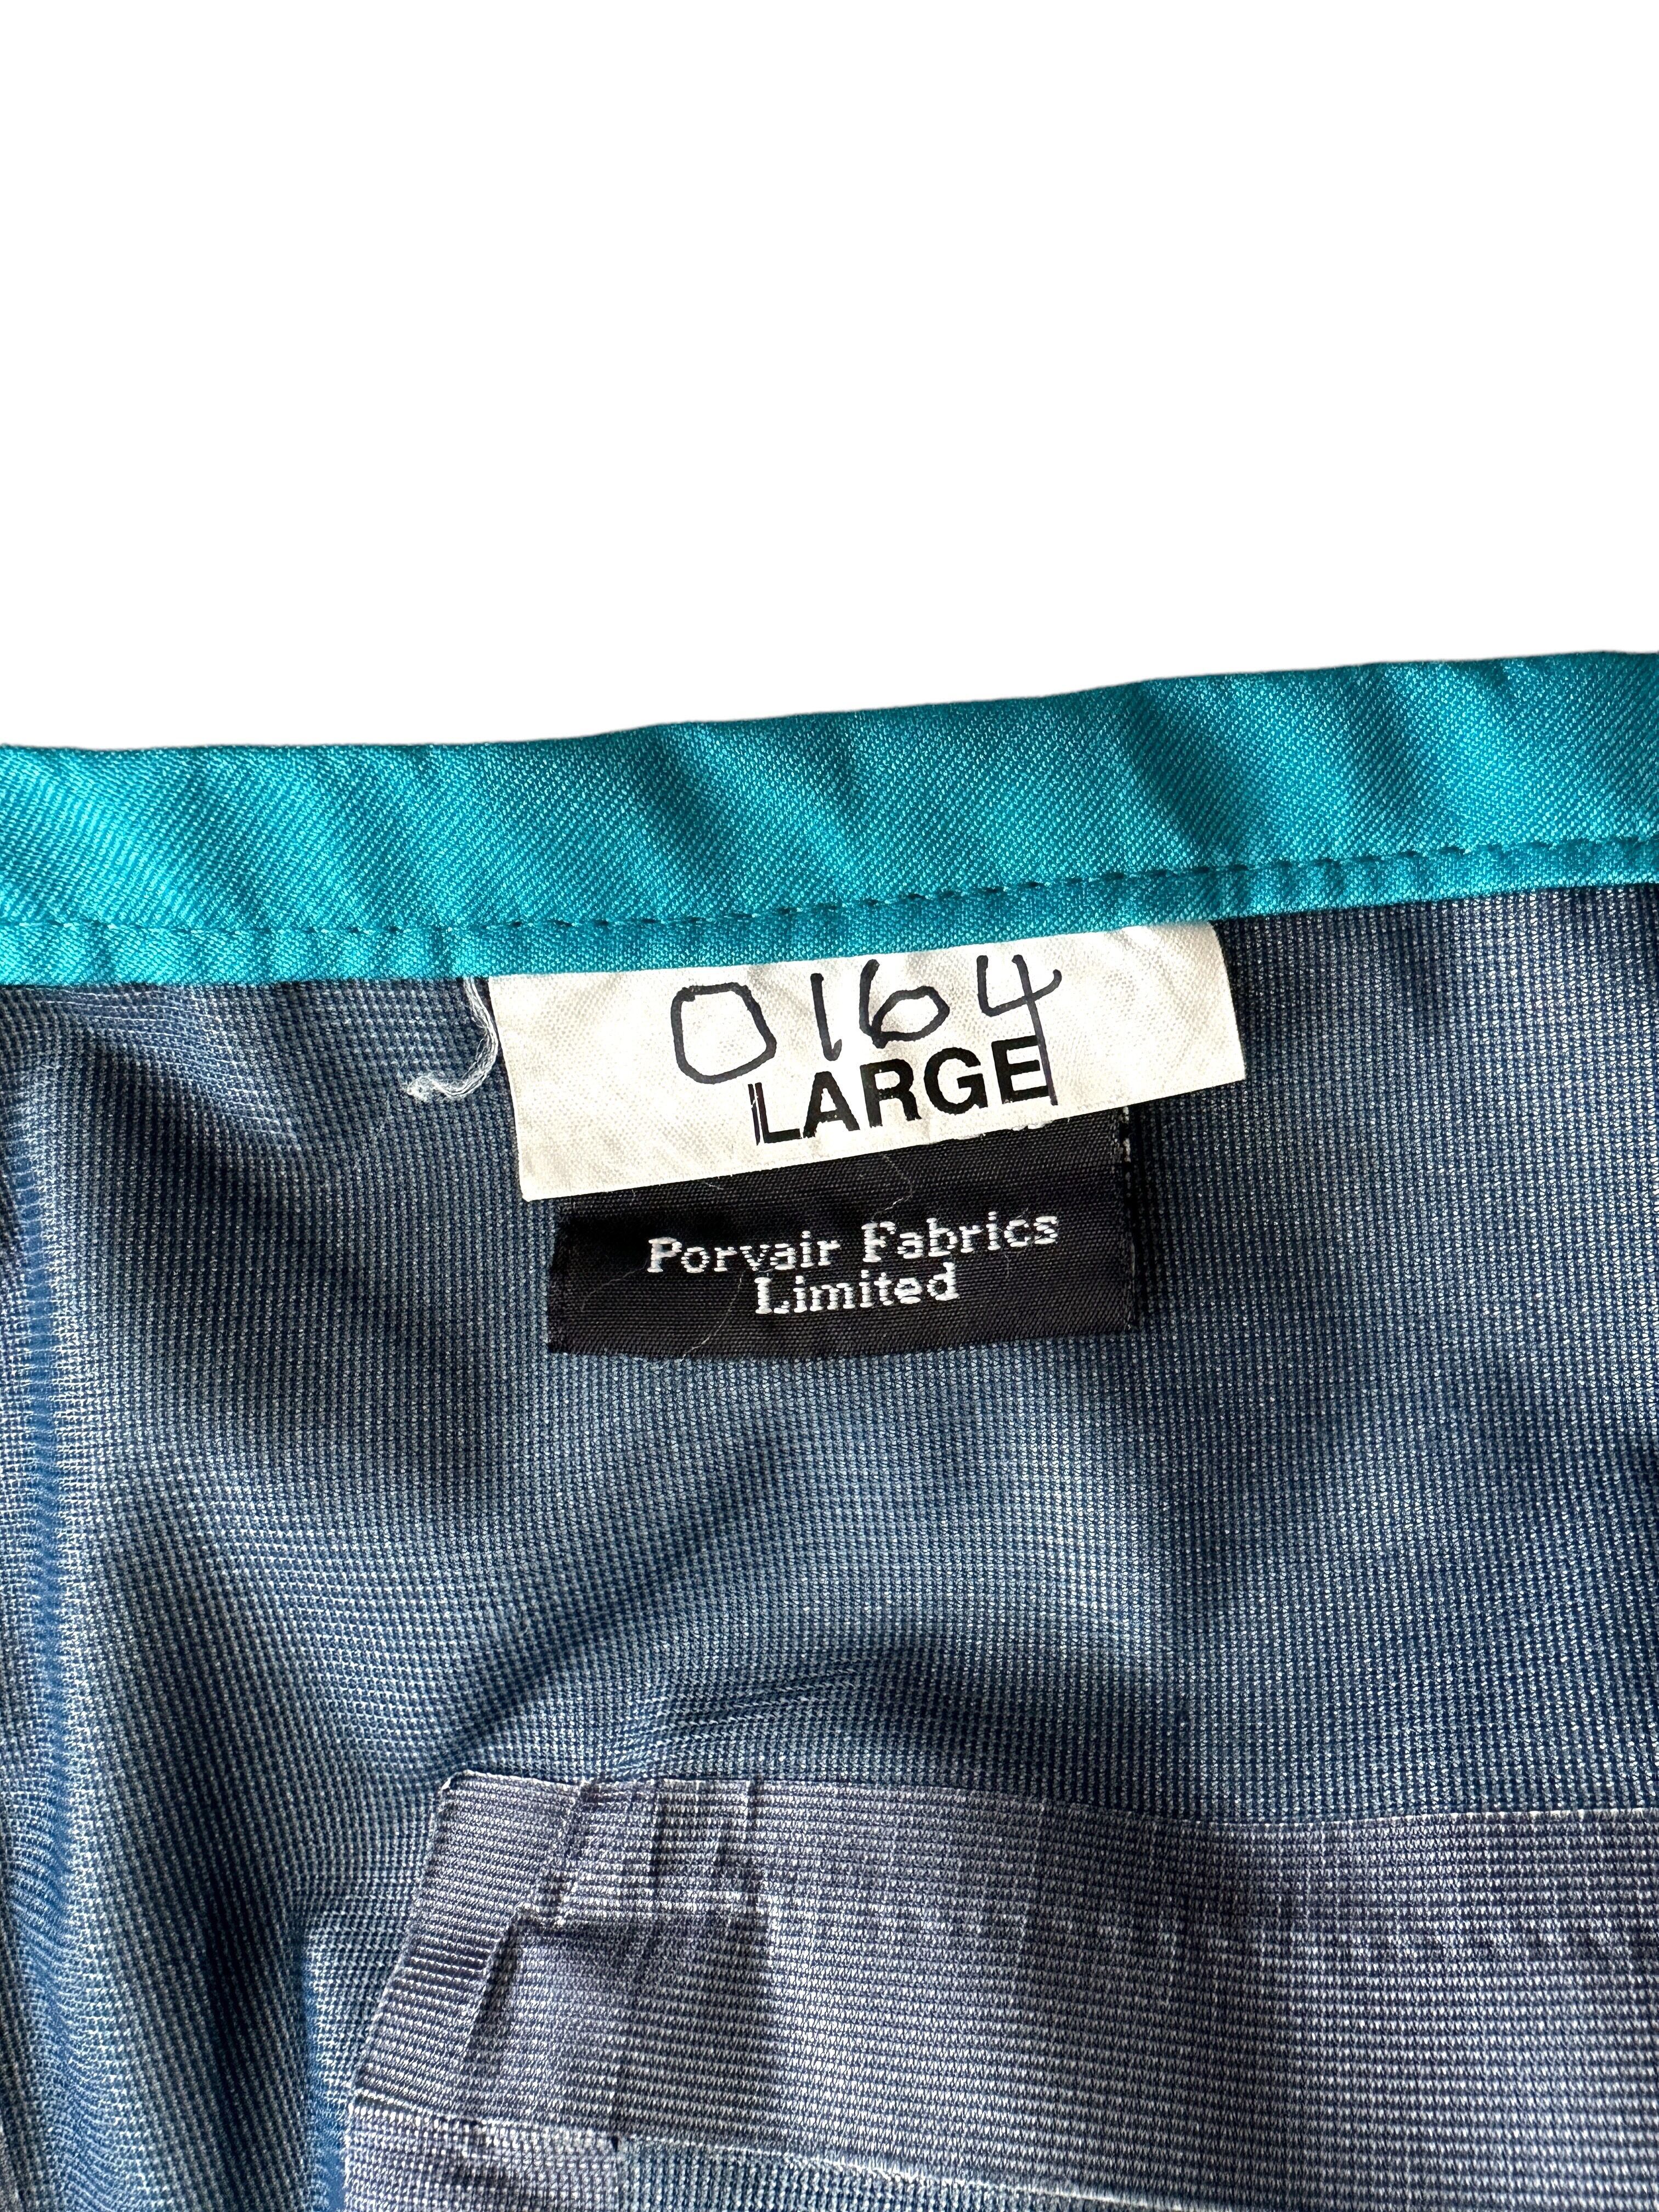 0164
LARGE
Porvair Fabrics
Limited